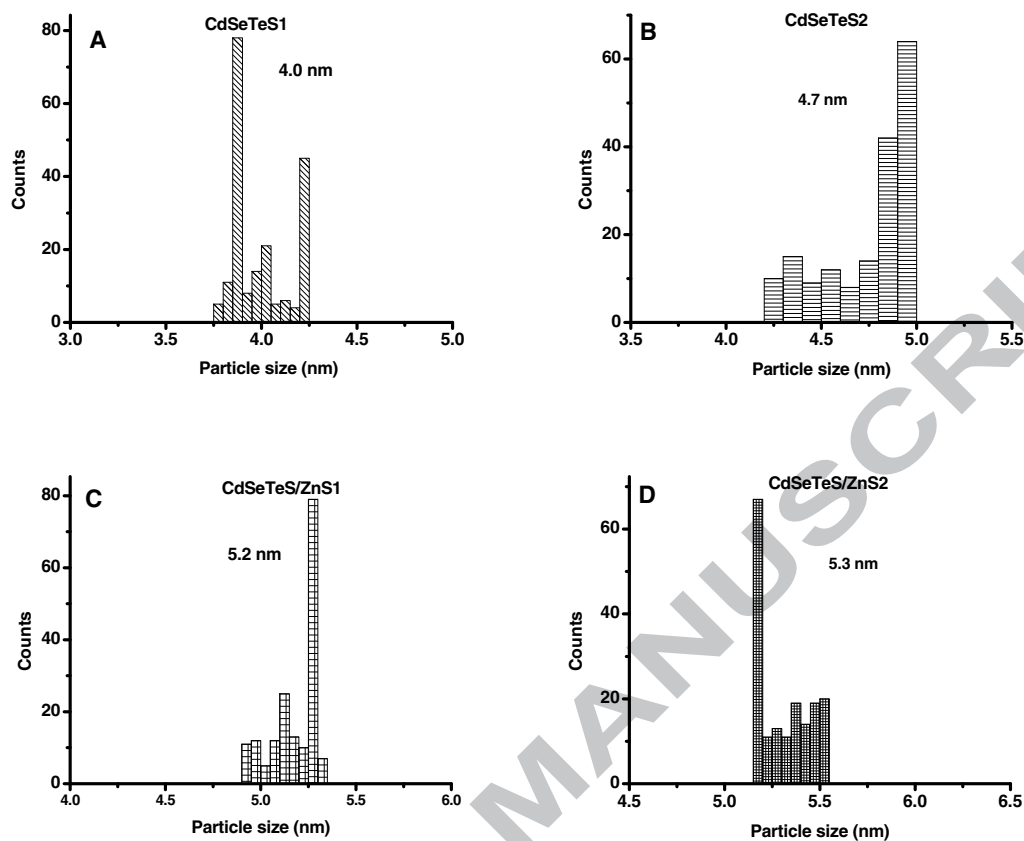 A
CdSeTeS1
4.0 nm
Counts
80
60
40
20
0
3.0 3.5 4.0 4.5 5.0
Particle size (nm)
B
CdSeTeS2
4.7 nm
Counts
60
40
20
0
3.5 4.0 4.5 5.0 5.5
Particle size (nm)
C
CdSeTeS/ZnS1
5.2 nm
Counts
80
60
40
20
0
4.0 4.5 5.0 5.5 6.0
Particle size (nm)
D
CdSeTeS/ZnS2
5.3 nm
Counts
60
40
20
0
4.5 5.0 5.5 6.0 6.5
Particle size (nm)
MANUSCRI